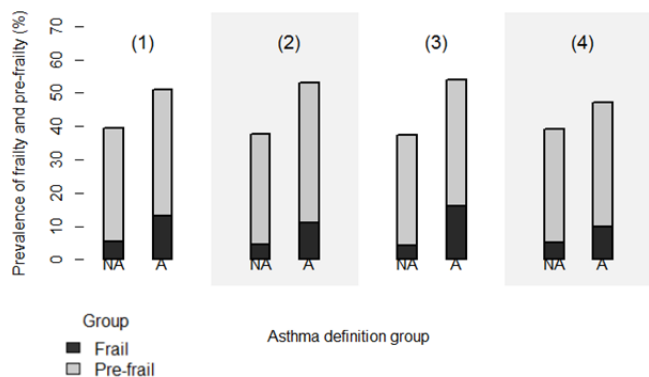 Prevalence of frailty and pre-frailty (%)
70
60
50
40
30
20
10
0
(1)
(2)
(3)
(4)
NA A NA A NA A NA A
Group
Frail
Pre-frail
Asthma definition group